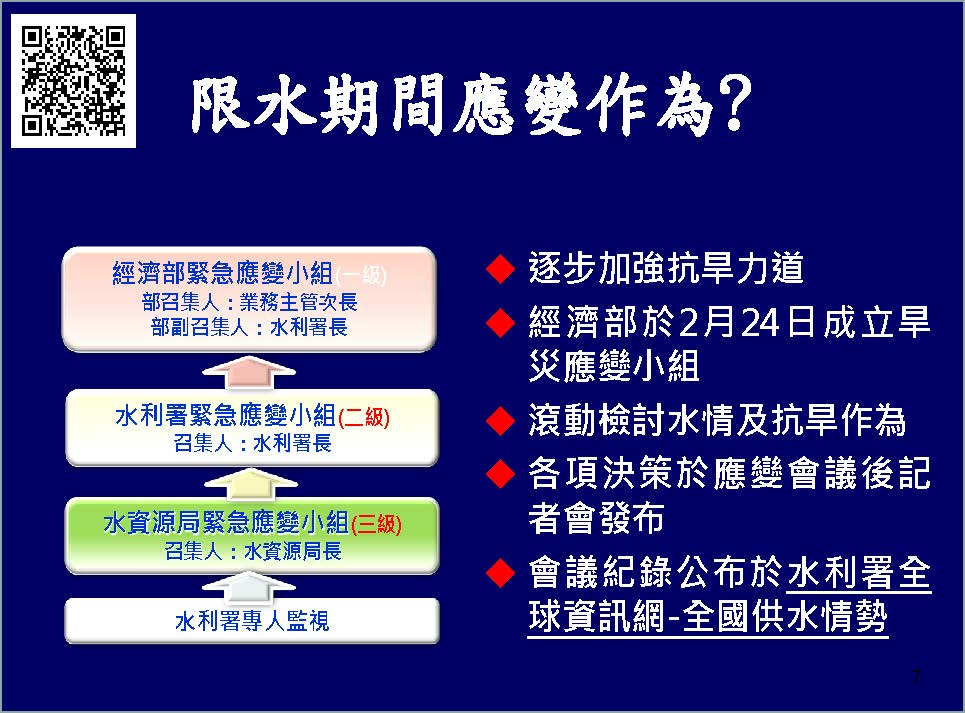 限水期間應變作為?
經濟部緊急應變小組(一級)
部召集人：業務主管次長
部副召集人：水利署長
水利署緊急應變小組(二級)
召集人：水利署長
水資源局緊急應變小組(三級)
召集人：水資源局長
水利署專人監視
逐步加強抗旱力道
經濟部於2月24日成立旱
災應變小組
滾動檢討水情及抗旱作為
各項決策於應變會議後記
者會發布
會議紀錄公布於水利署全
球資訊網-全國供水情勢
7